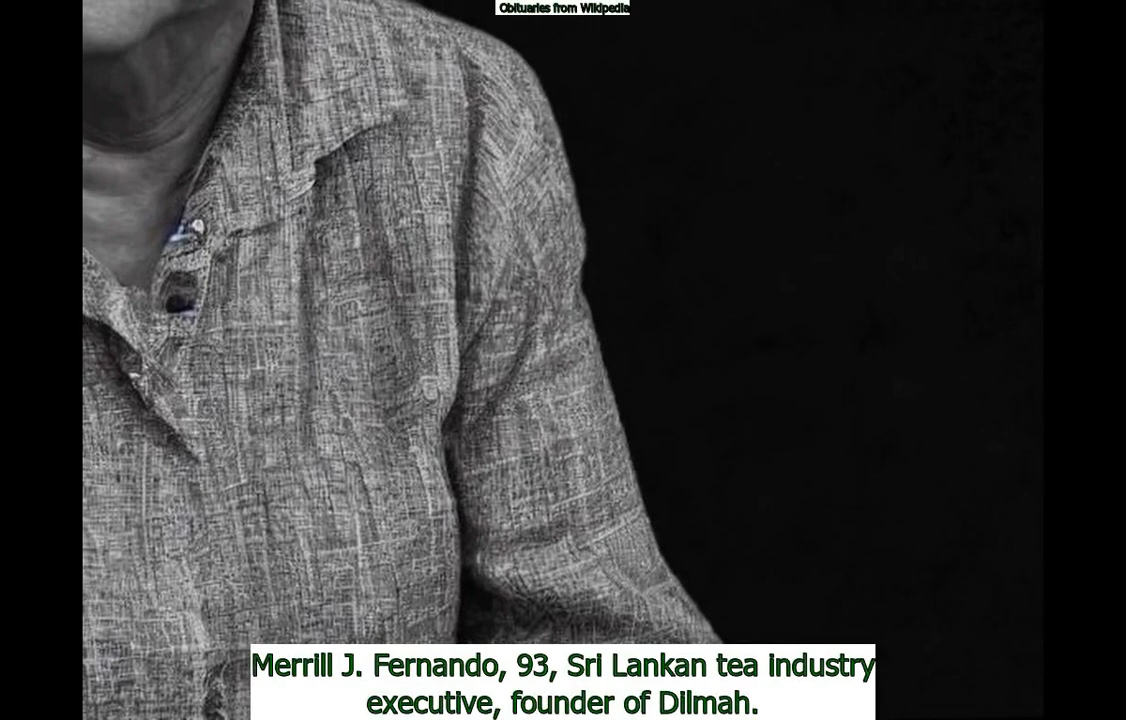 Obituaries from Wikipedia
Merrill J. Fernando, 93, Sri Lankan tea industry
executive, founder of Dilmah.